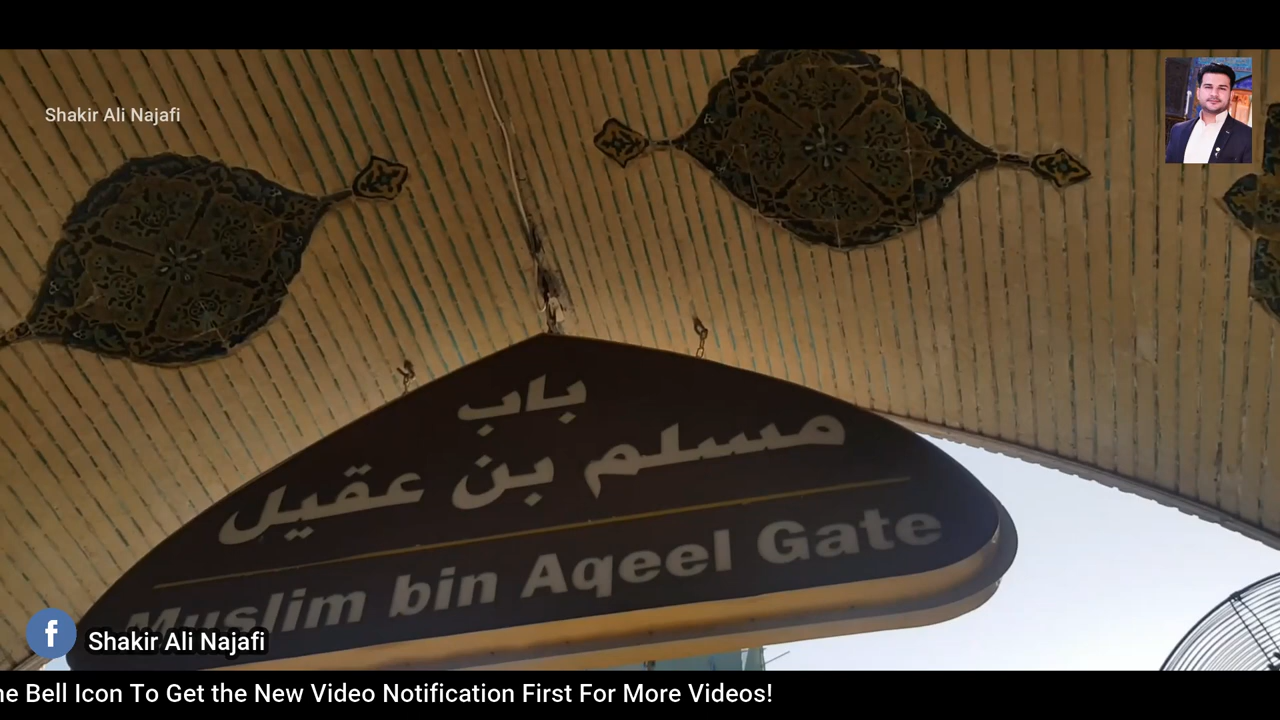 Shakir Ali Najafi
باب
مسلم بن عقيل
Muslim bin Aqeel Gate
f Shakir Ali Najafi
he Bell Icon To Get the New Video Notification First For More Videos!